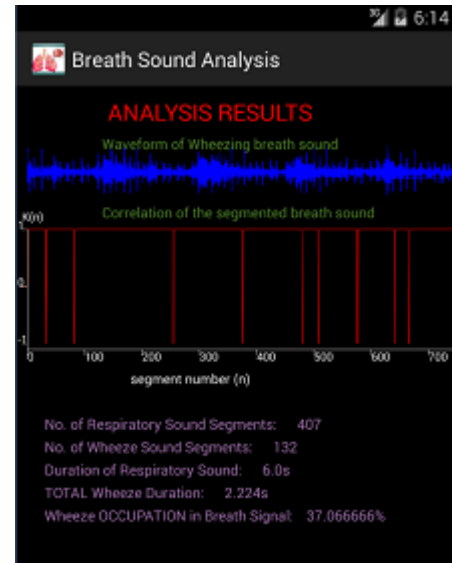 3G 6:14
Breath Sound Analysis
ANALYSIS RESULTS
Waveform of Wheezing breath sound
K(n)
Correlation of the segmented breath sound
1
0
-1
0 100 200 300 400 500 600 700
segment number (n)
No. of Respiratory Sound Segments: 407
No. of Wheeze Sound Segments: 132
Duration of Respiratory Sound: 6.0s
TOTAL Wheeze Duration: 2.224s
Wheeze OCCUPATION in Breath Signal: 37.066666%